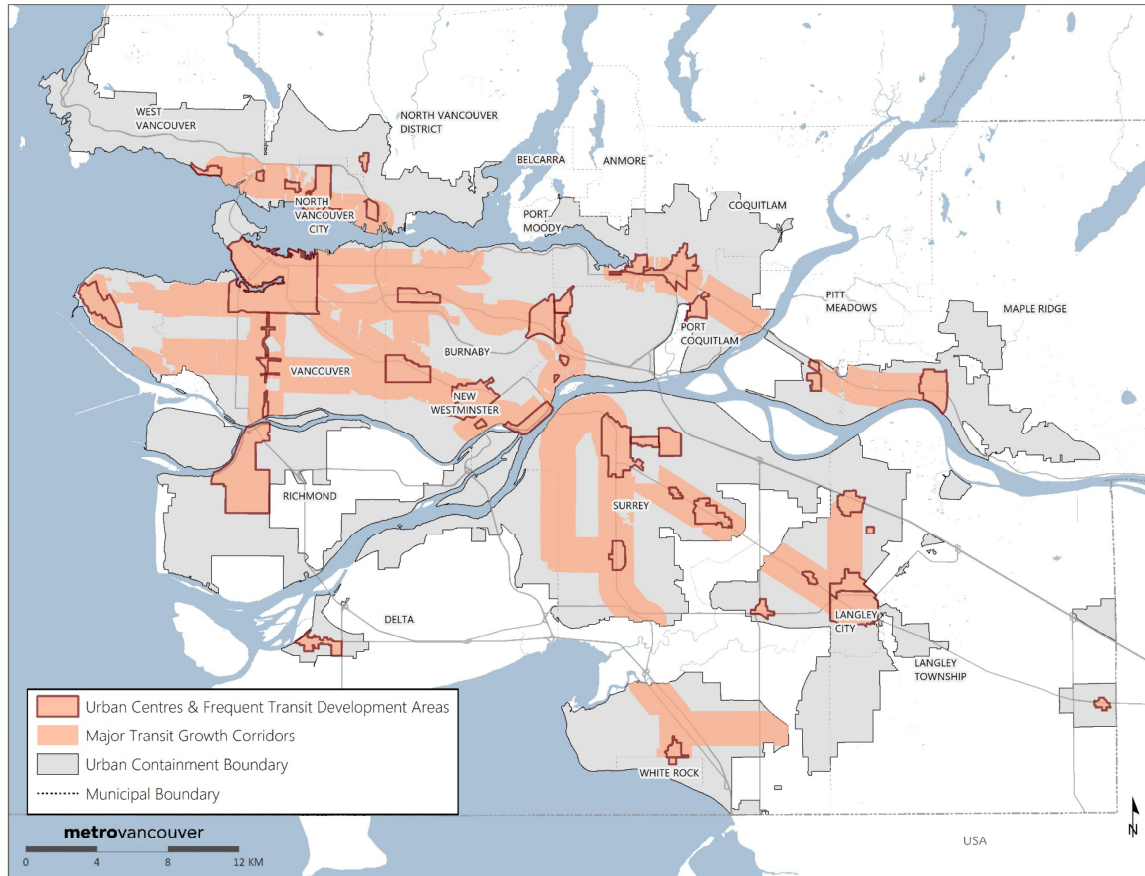 WEST
VANCOUVER
NORTH VANCOUVER
DISTRICT
BELCARRA
ANMORE
NORTH
VANCOUVER
CITY
PORT
MOODY
COQUITLAM
PITT
MEADOWS
MAPLE RIDGE
PORT
COQUITLAM
BURNABY
VANCOUVER
NEW
WESTMINSTER
RICHMOND
SURREY
DELTA
LANGLEY
CITY
LANGLEY
TOWNSHIP
WHITE ROCK
Urban Centres & Frequent Transit Development Areas
Major Transit Growth Corridors
Urban Containment Boundary
Municipal Boundary
metrovancouver
0 4 8 12 KM
USA
N